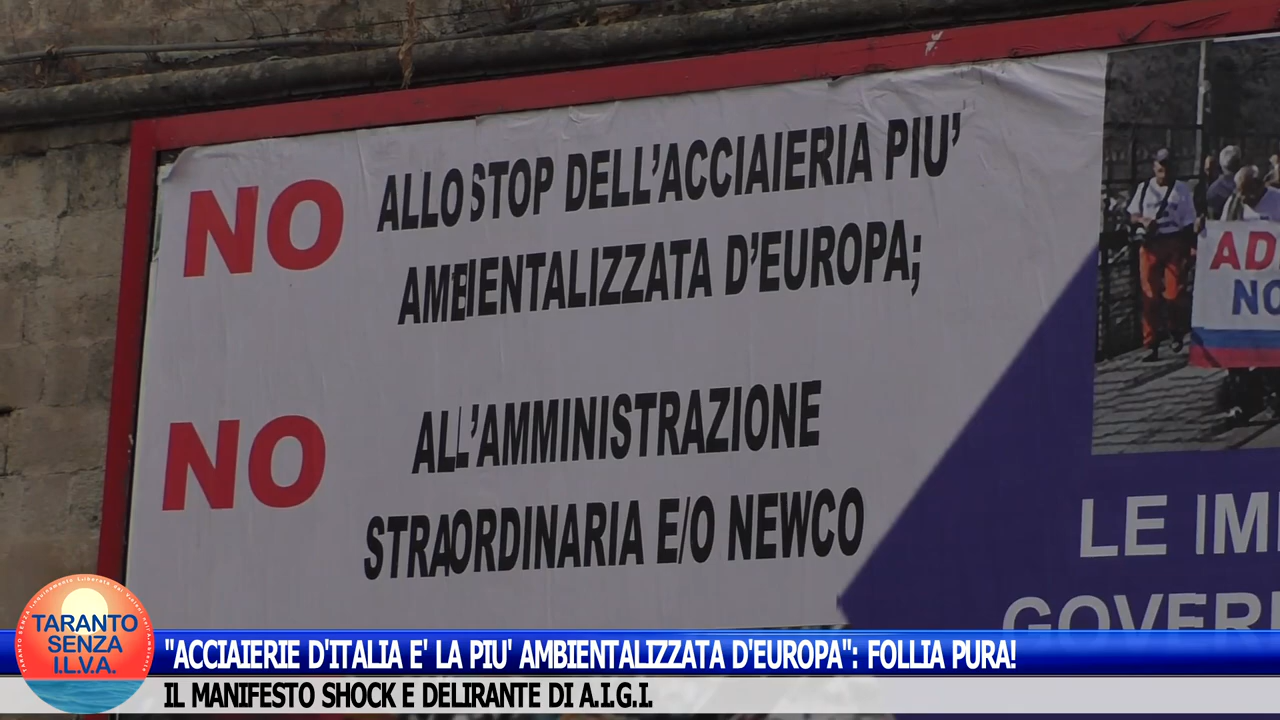 NO ALLO STOP DELL'ACCIAIERIA PIU'
AMBIENTALIZZATA D'EUROPA;
NO ALL'AMMINISTRAZIONE
STRAORDINARIA E/O NEWCO
AD
NO
LE IM
GOVER
TARANTO
SENZA
I.L.V.A.
"ACCIAIERIE D'ITALIA E' LA PIU' AMBIENTALIZZATA D'EUROPA": FOLLIA PURA!
IL MANIFESTO SHOCK E DELIRANTE DI A.I.G.I.